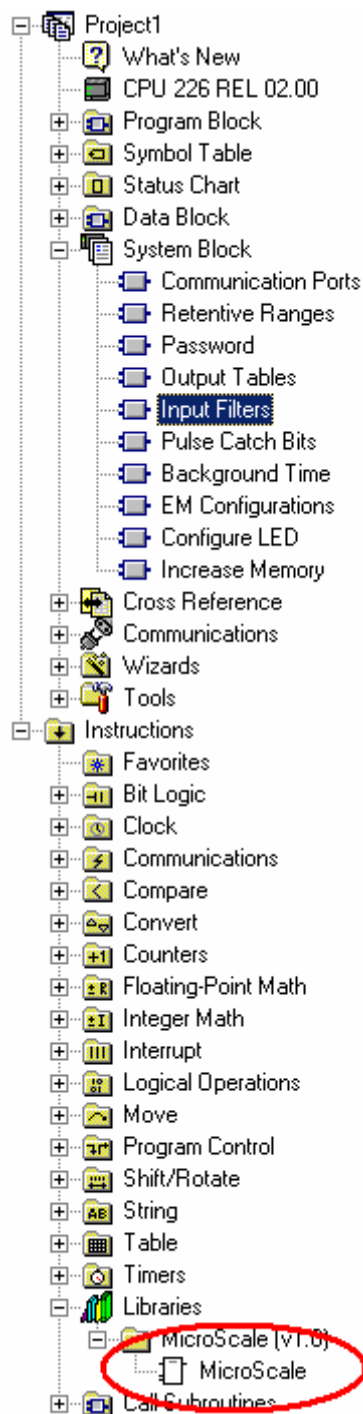 Project1
What's New
CPU 226 REL 02.00
Program Block
Symbol Table
Status Chart
Data Block
System Block
Communication Ports
Retentive Ranges
Password
Output Tables
Input Filters
Pulse Catch Bits
Background Time
EM Configurations
Configure LED
Increase Memory
Cross Reference
Communications
Wizards
Tools
Instructions
Favorites
Bit Logic
Clock
Communications
Compare
Convert
Counters
Floating-Point Math
Integer Math
Interrupt
Logical Operations
Move
Program Control
Shift/Rotate
String
Table
Timers
Libraries
MicroScale (v1.0)
MicroScale
Call Subroutines